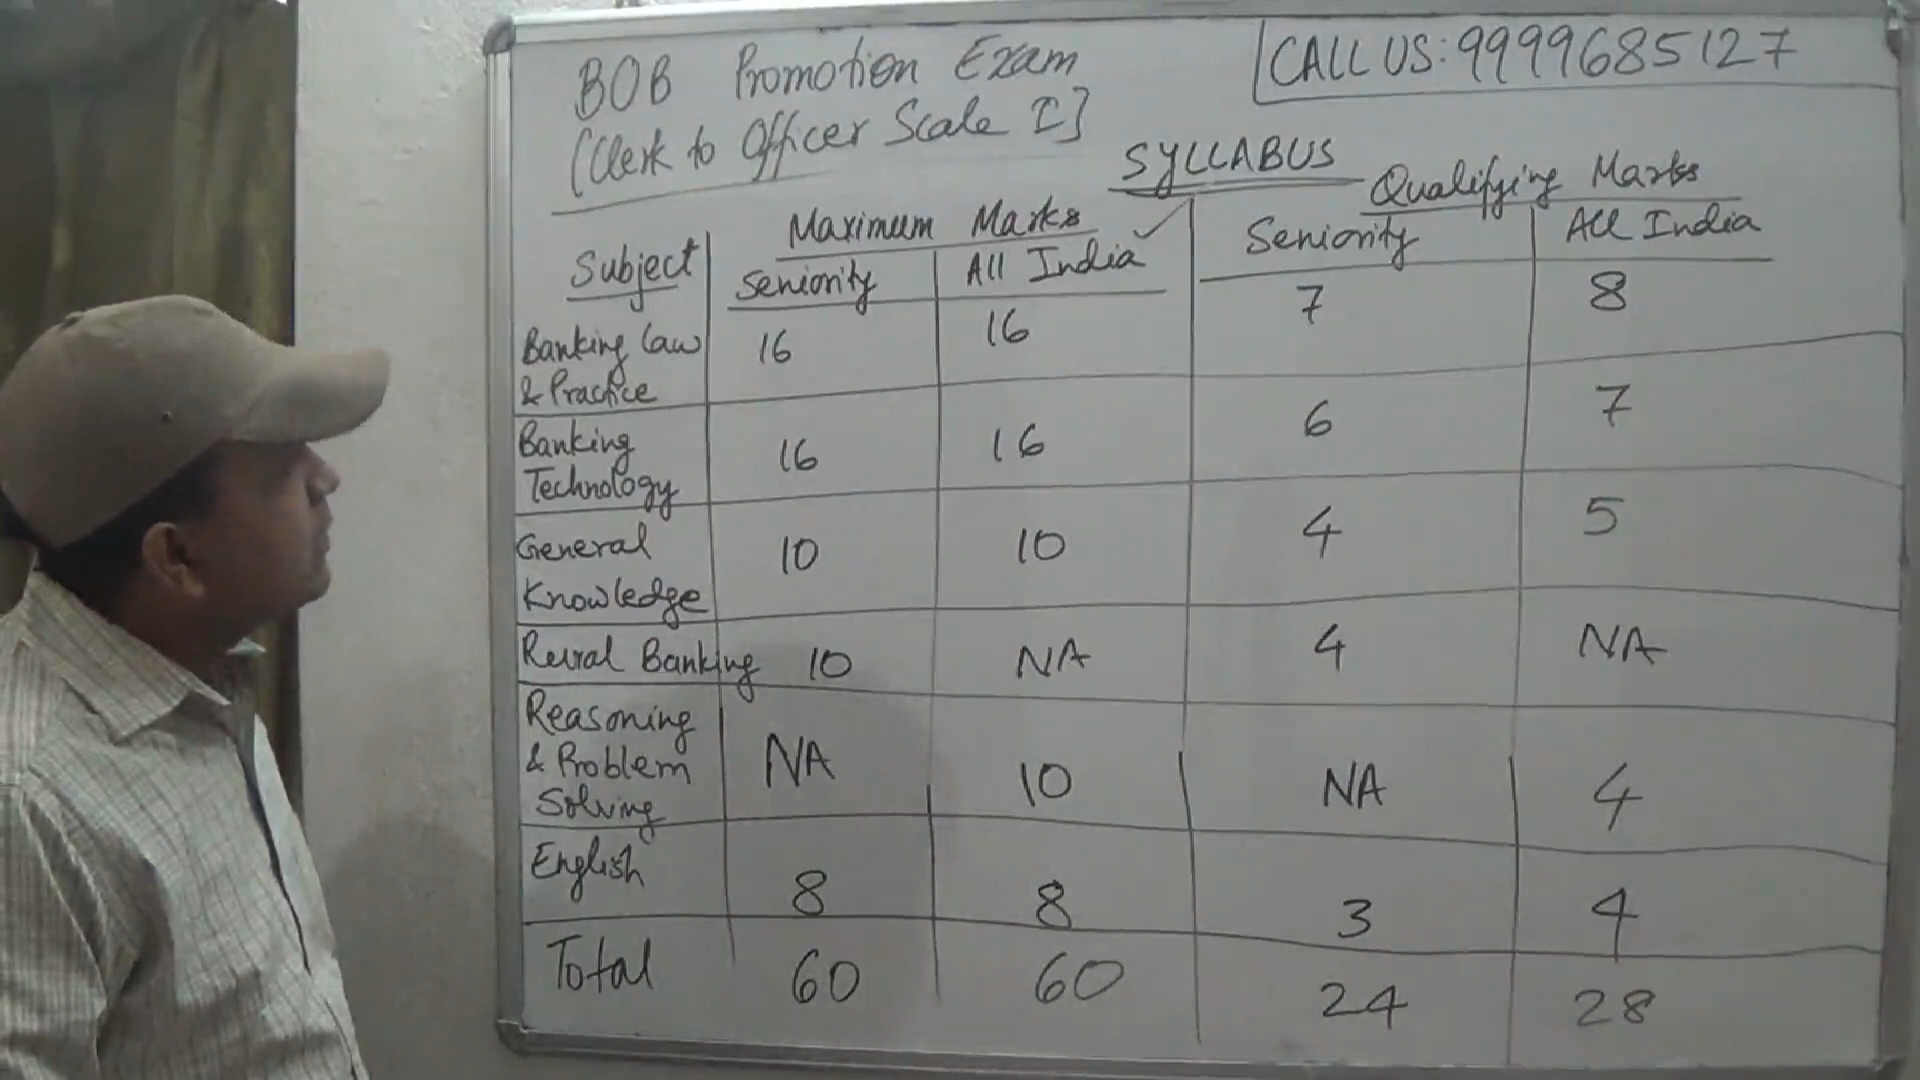 BOB Promotion Exam
[Clerk to Officer Scale I]
CALL US: 9999685127
SYLLABUS
Maximum Marks
Qualifying Marks
Subject Seniority All India Seniority All India
Banking Law
& Practice 16 16 7 8
Banking
Technology 16 16 6 7
General
Knowledge 10 10 4 5
Rural Banking 10 NA 4 NA
Reasoning
& Problem
Solving NA 10 NA 4
English 8 8 3 4
Total 60 60 24 28